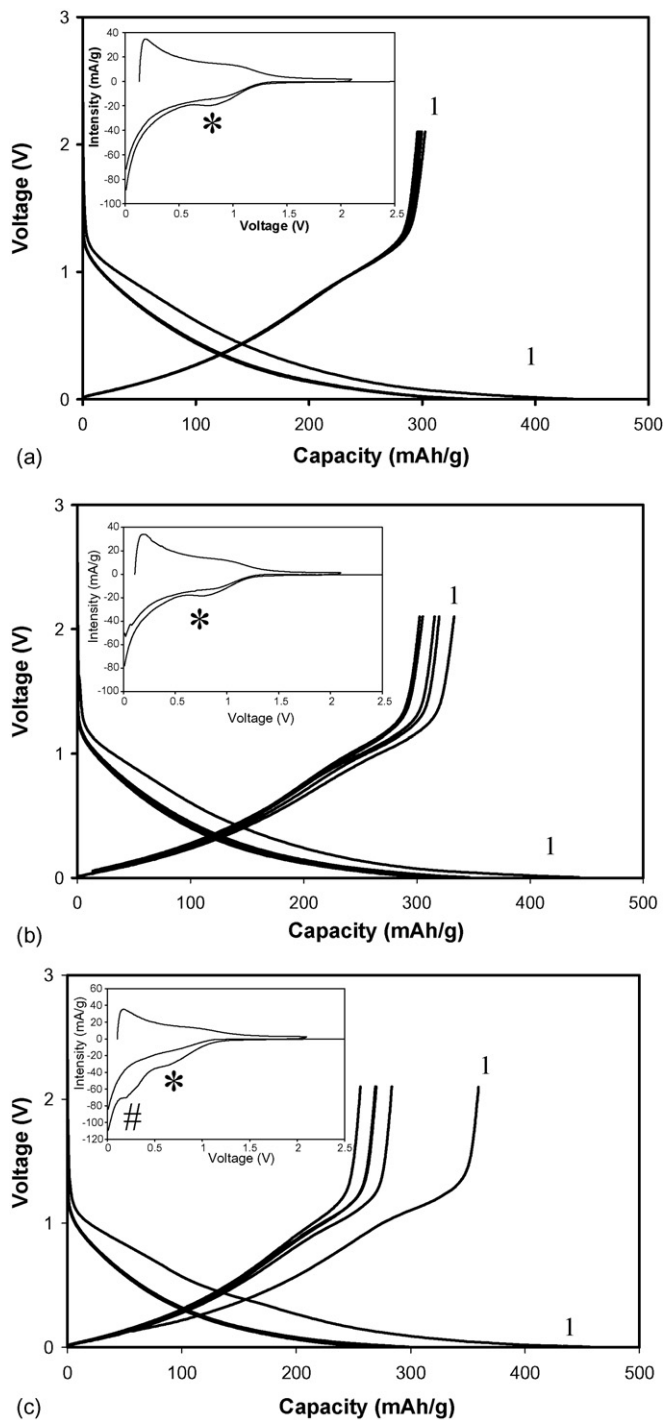 3
2
1
0
Voltage (V)
40
20
0
-20
-40
-60
-80
-100
Intensity (mA/g)
0 0.5 1 1.5 2 2.5
Voltage (V)
*
1
1
0 100 200 300 400 500
Capacity (mAh/g)
(a)
3
2
1
0
Voltage (V)
40
20
0
-20
-40
-60
-80
-100
Intensity (mA/g)
0 0.5 1 1.5 2 2.5
Voltage (V)
*
1
1
0 100 200 300 400 500
Capacity (mAh/g)
(b)
3
2
1
0
Voltage (V)
60
40
20
0
-20
-40
-60
-80
-100
-120
Intensity (mA/g)
0 0.5 1 1.5 2 2.5
Voltage (V)
*
#
1
1
0 100 200 300 400 500
Capacity (mAh/g)
(c)